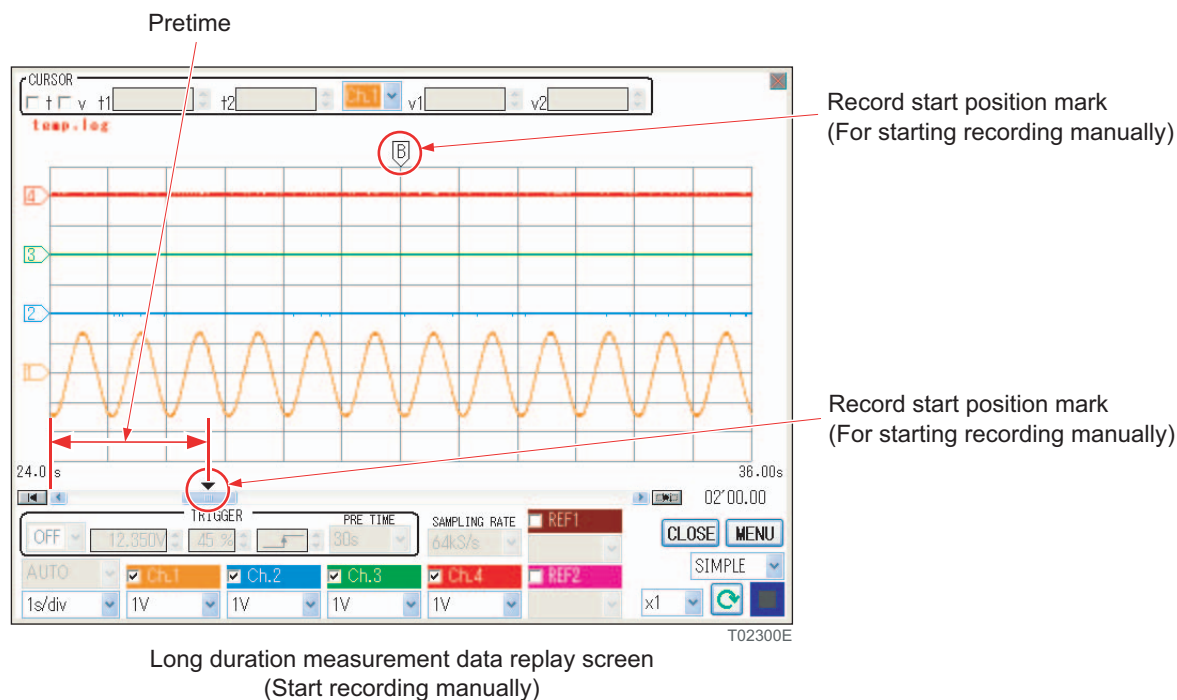 Pretime
CURSOR
t v t1 t2 Ch.1 v1 v2
temp.log
Record start position mark
(For starting recording manually)
B
4
3
2
1
Record start position mark
(For starting recording manually)
24.0 s 36.00s
02'00.00
TRIGGER PRE TIME SAMPLING RATE REF1
OFF 12.350V 45 % 30s 64kS/s CLOSE MENU
AUTO Ch.1 Ch.2 Ch.3 Ch.4 REF2 SIMPLE
1s/div 1V 1V 1V 1V x1
T02300E
Long duration measurement data replay screen
(Start recording manually)